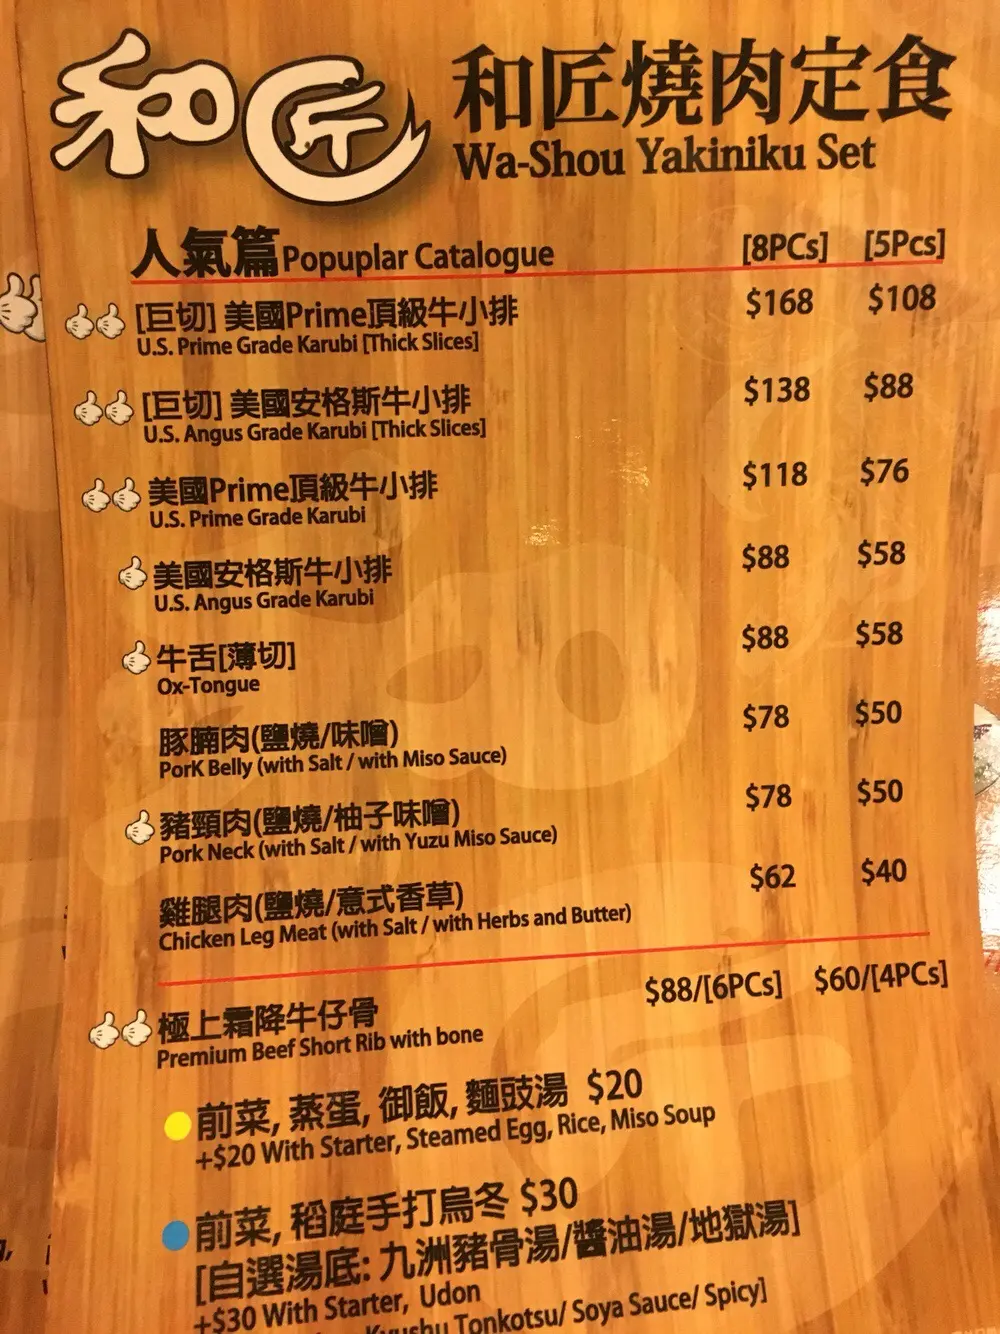 和匠
和匠燒肉定食
Wa-Shou Yakiniku Set
人氣篇 Popuplar Catalogue [8PCs] [5Pcs]
[巨切] 美國Prime頂級牛小排 $168 $108
U.S. Prime Grade Karubi [Thick Slices]
[巨切] 美國安格斯牛小排 $138 $88
U.S. Angus Grade Karubi [Thick Slices]
美國Prime頂級牛小排 $118 $76
U.S. Prime Grade Karubi
美國安格斯牛小排 $88 $58
U.S. Angus Grade Karubi
牛舌[薄切] $88 $58
Ox-Tongue
豚腩肉(鹽燒/味噌) $78 $50
PorK Belly (with Salt / with Miso Sauce)
豬頸肉(鹽燒/柚子味噌) $78 $50
Pork Neck (with Salt / with Yuzu Miso Sauce)
雞腿肉(鹽燒/意式香草) $62 $40
Chicken Leg Meat (with Salt / with Herbs and Butter)
極上霜降牛仔骨 $88/[6PCs] $60/[4PCs]
Premium Beef Short Rib with bone
前菜, 蒸蛋, 御飯, 麵豉湯 $20
+$20 With Starter, Steamed Egg, Rice, Miso Soup
前菜, 稻庭手打烏冬 $30
[自選湯底: 九洲豬骨湯/醬油湯/地獄湯]
+$30 With Starter, Udon
Kyushu Tonkotsu/ Soya Sauce/ Spicy]